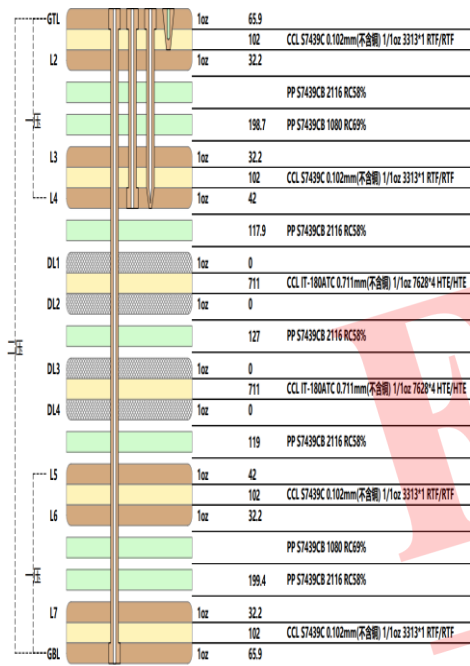 GTL 1oz 65.9
102 CCL S7439C 0.102mm(不含铜) 1/1oz 3313*1 RTF/RTF
L2 1oz 32.2
PP S7439CB 2116 RC58%
198.7 PP S7439CB 1080 RC69%
L3 1oz 32.2
一压
102 CCL S7439C 0.102mm(不含铜) 1/1oz 3313*1 RTF/RTF
L4 1oz 42
117.9 PP S7439CB 2116 RC58%
DL1 1oz 0
711 CCL IT-180ATC 0.711mm(不含铜) 1/1oz 7628*4 HTE/HTE
DL2 1oz 0
127 PP S7439CB 2116 RC58%
DL3 1oz 0
711 CCL IT-180ATC 0.711mm(不含铜) 1/1oz 7628*4 HTE/HTE
DL4 1oz 0
119 PP S7439CB 2116 RC58%
L5 1oz 42
102 CCL S7439C 0.102mm(不含铜) 1/1oz 3313*1 RTF/RTF
L6 1oz 32.2
PP S7439CB 1080 RC69%
一压
199.4 PP S7439CB 2116 RC58%
L7 1oz 32.2
102 CCL S7439C 0.102mm(不含铜) 1/1oz 3313*1 RTF/RTF
GBL 1oz 65.9